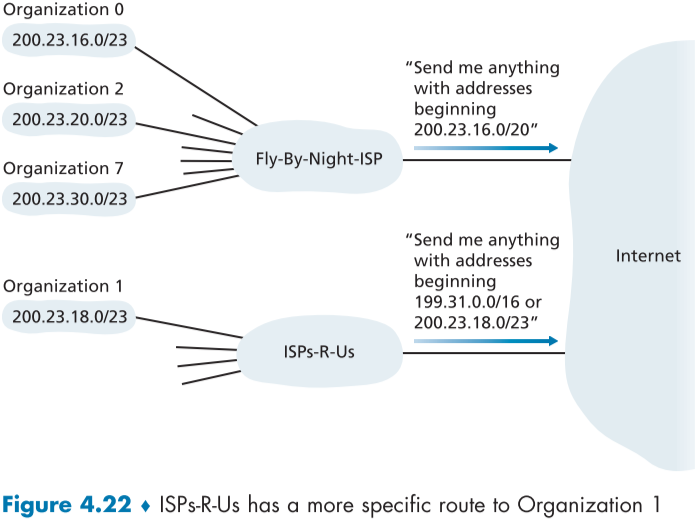 Organization 0
200.23.16.0/23
Organization 2
200.23.20.0/23
Organization 7
200.23.30.0/23
Fly-By-Night-ISP
“Send me anything
with addresses
beginning
200.23.16.0/20”
Organization 1
200.23.18.0/23
ISPs-R-Us
“Send me anything
with addresses
beginning
199.31.0.0/16 or
200.23.18.0/23”
Internet
Figure 4.22 ♦ ISPs-R-Us has a more specific route to Organization 1